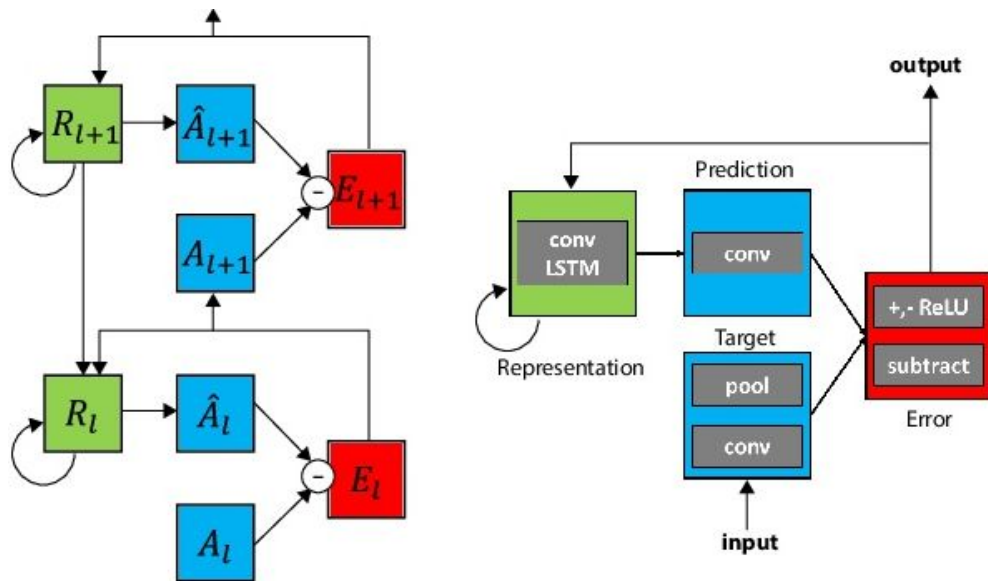 R_{l+1}
Â_{l+1}
−
E_{l+1}
A_{l+1}
R_l
Â_l
−
E_l
A_l
output
Prediction
conv
LSTM
conv
+,- ReLU
subtract
Error
Representation
Target
pool
conv
input